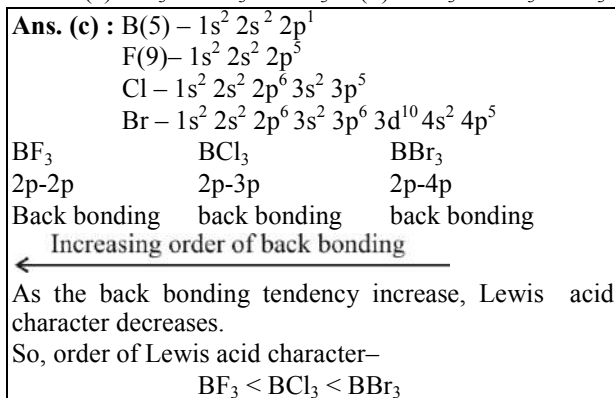 Ans. (c) : B(5) – 1s² 2s² 2p¹
F(9)– 1s² 2s² 2p⁵
Cl – 1s² 2s² 2p⁶ 3s² 3p⁵
Br – 1s² 2s² 2p⁶ 3s² 3p⁶ 3d¹⁰ 4s² 4p⁵
BF₃ BCl₃ BBr₃
2p-2p 2p-3p 2p-4p
Back bonding back bonding back bonding
Increasing order of back bonding
As the back bonding tendency increase, Lewis acid
character decreases.
So, order of Lewis acid character–
BF₃ < BCl₃ < BBr₃